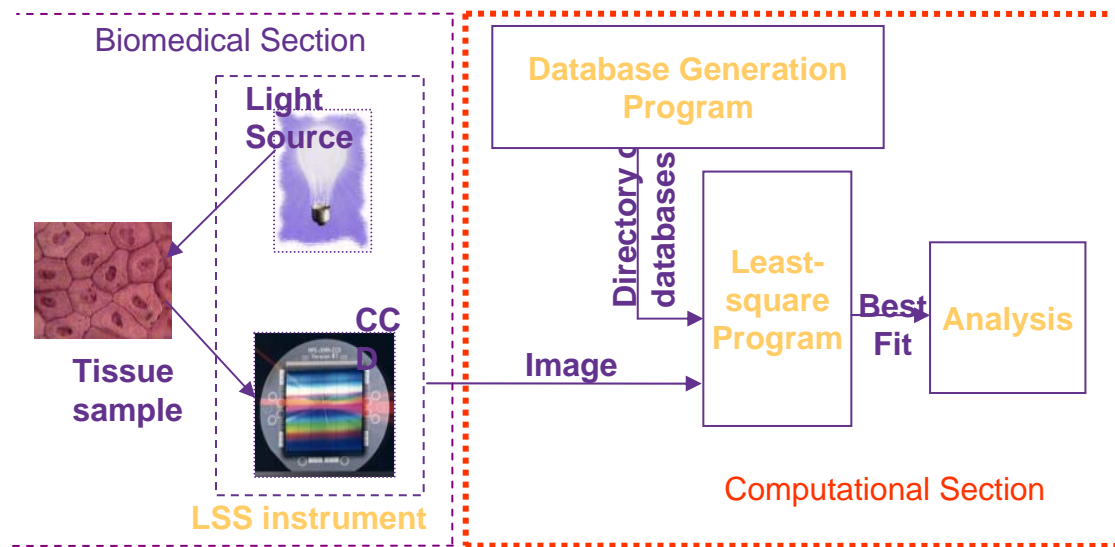 Biomedical Section
Light
Source
Tissue
sample
CC
D
LSS instrument
Database Generation
Program
Directory o
databases
Image
Least-
square
Program
Best
Fit
Analysis
Computational Section